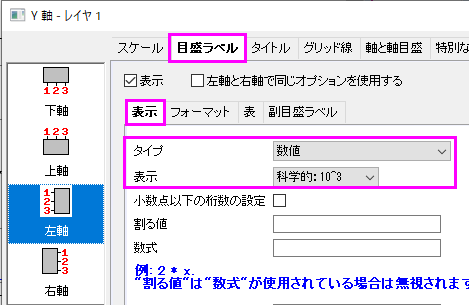 Y 軸 - レイヤ 1
スケール 目盛ラベル タイトル グリッド線 軸と軸目盛 特別な
表示 左軸と右軸で同じオプションを使用する
表示 フォーマット 表 副目盛ラベル
1 2 3
下軸
1 2 3
上軸
1
2
3
左軸
1
2
3
右軸
タイプ 数値
表示 科学的: 10^3
小数点以下の桁数の設定
割る値
数式
例: 2 * x.
"割る値"は"数式"が使用されている場合は無視されます